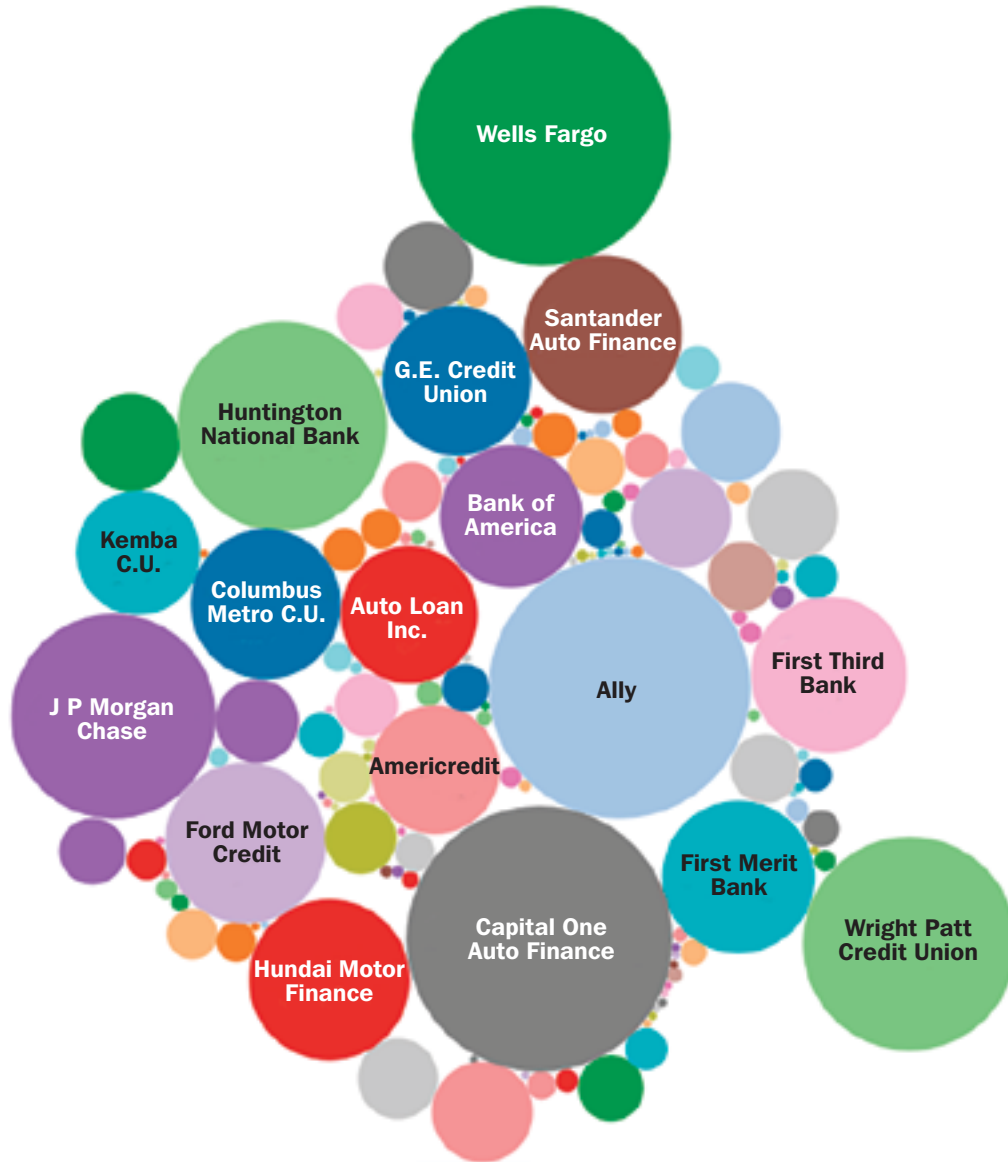 Wells Fargo
Santander
Auto Finance
G.E. Credit
Union
Huntington
National Bank
Bank of
America
Kemba
C.U.
Columbus
Metro C.U.
Auto Loan
Inc.
First Third
Bank
Ally
J P Morgan
Chase
Americredit
Ford Motor
Credit
First Merit
Bank
Capital One
Auto Finance
Wright Patt
Credit Union
Hundai Motor
Finance